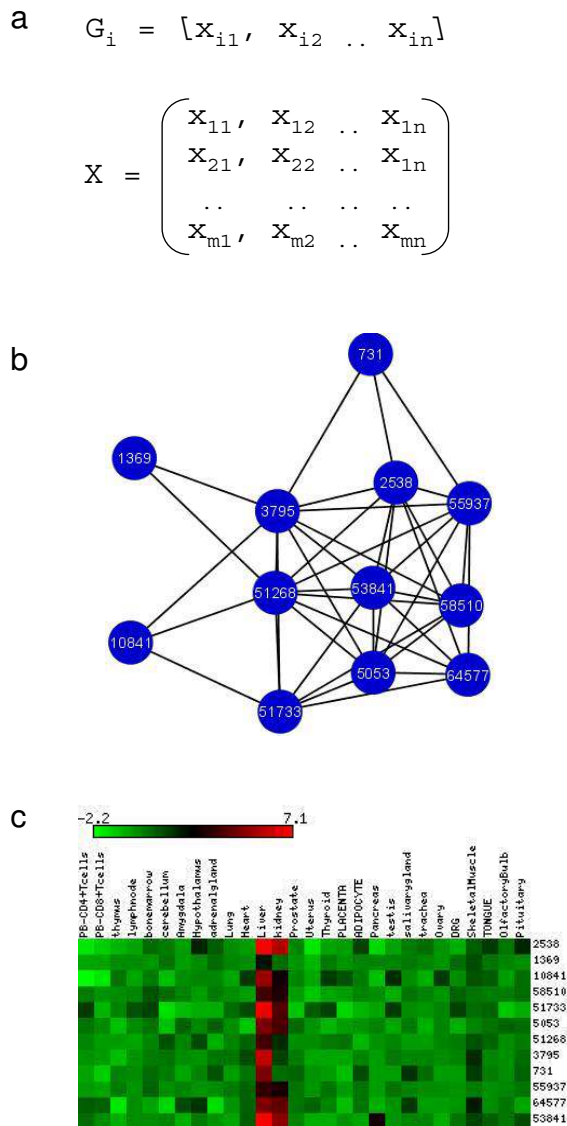 a
G_i = [x_i1, x_i2 .. x_in]
X =
x_11, x_12 .. x_1n
x_21, x_22 .. x_1n
.. .. .. ..
x_m1, x_m2 .. x_mn
b
731
1369
2538
3795
55937
51268
53841
58510
10841
5053
64577
51733
c
-2.2 7.1
PB-CD4+Tcells
PB-CD8+Tcells
thymus
lymphnode
bonemarrow
cerebellum
Amygdala
Hypothalamus
adrenalgland
Lung
Heart
Liver
kidney
Prostate
Uterus
Thyroid
PLACENTA
ADIPOCYTE
Pancreas
testis
salivarygland
trachea
Ovary
DRG
SkeletalMuscle
TONGUE
OlfactoryBulb
Pituitary
2538
1369
10841
58510
51733
5053
51268
3795
731
55937
64577
53841